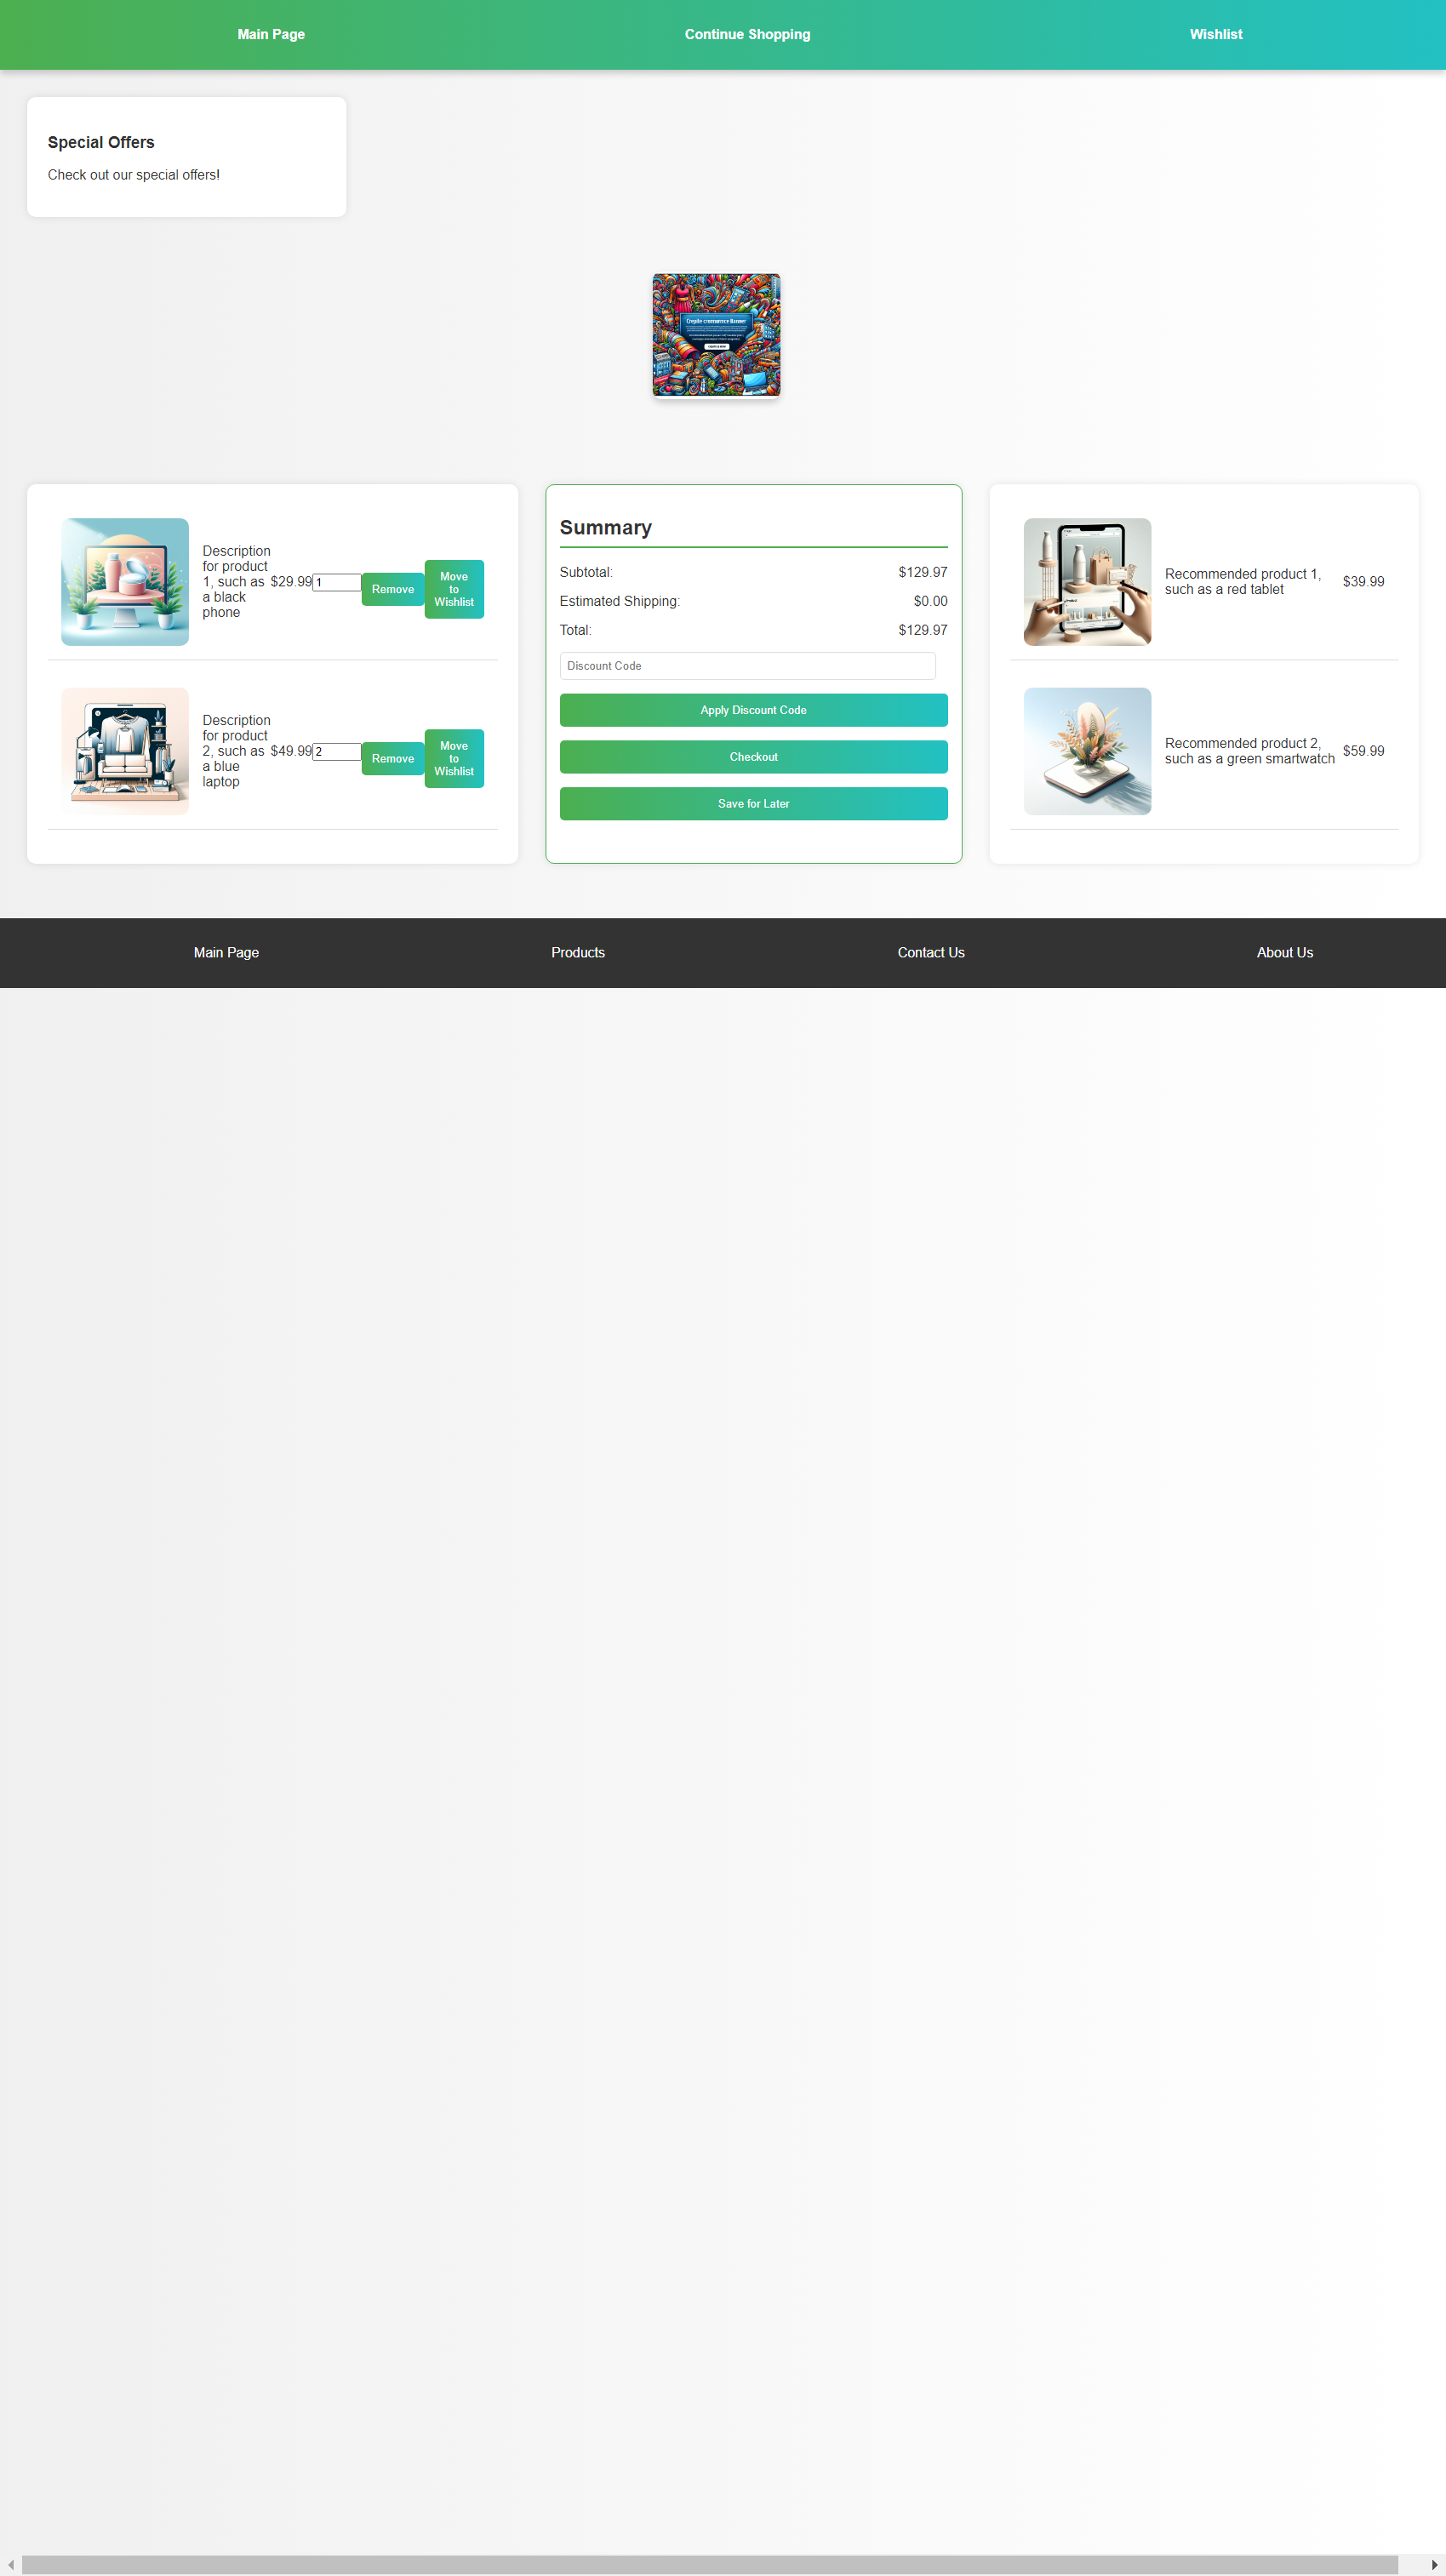 Main Page
Continue Shopping
Wishlist
Special Offers
Check out our special offers!
Description
for product
1, such as
a black
phone
$29.99
1
Remove
Move
to
Wishlist
Description
for product
2, such as
a blue
laptop
$49.99
2
Remove
Move
to
Wishlist
Summary
Subtotal: $129.97
Estimated Shipping: $0.00
Total: $129.97
Discount Code
Apply Discount Code
Checkout
Save for Later
Recommended product 1,
such as a red tablet
$39.99
Recommended product 2,
such as a green smartwatch
$59.99
Main Page
Products
Contact Us
About Us